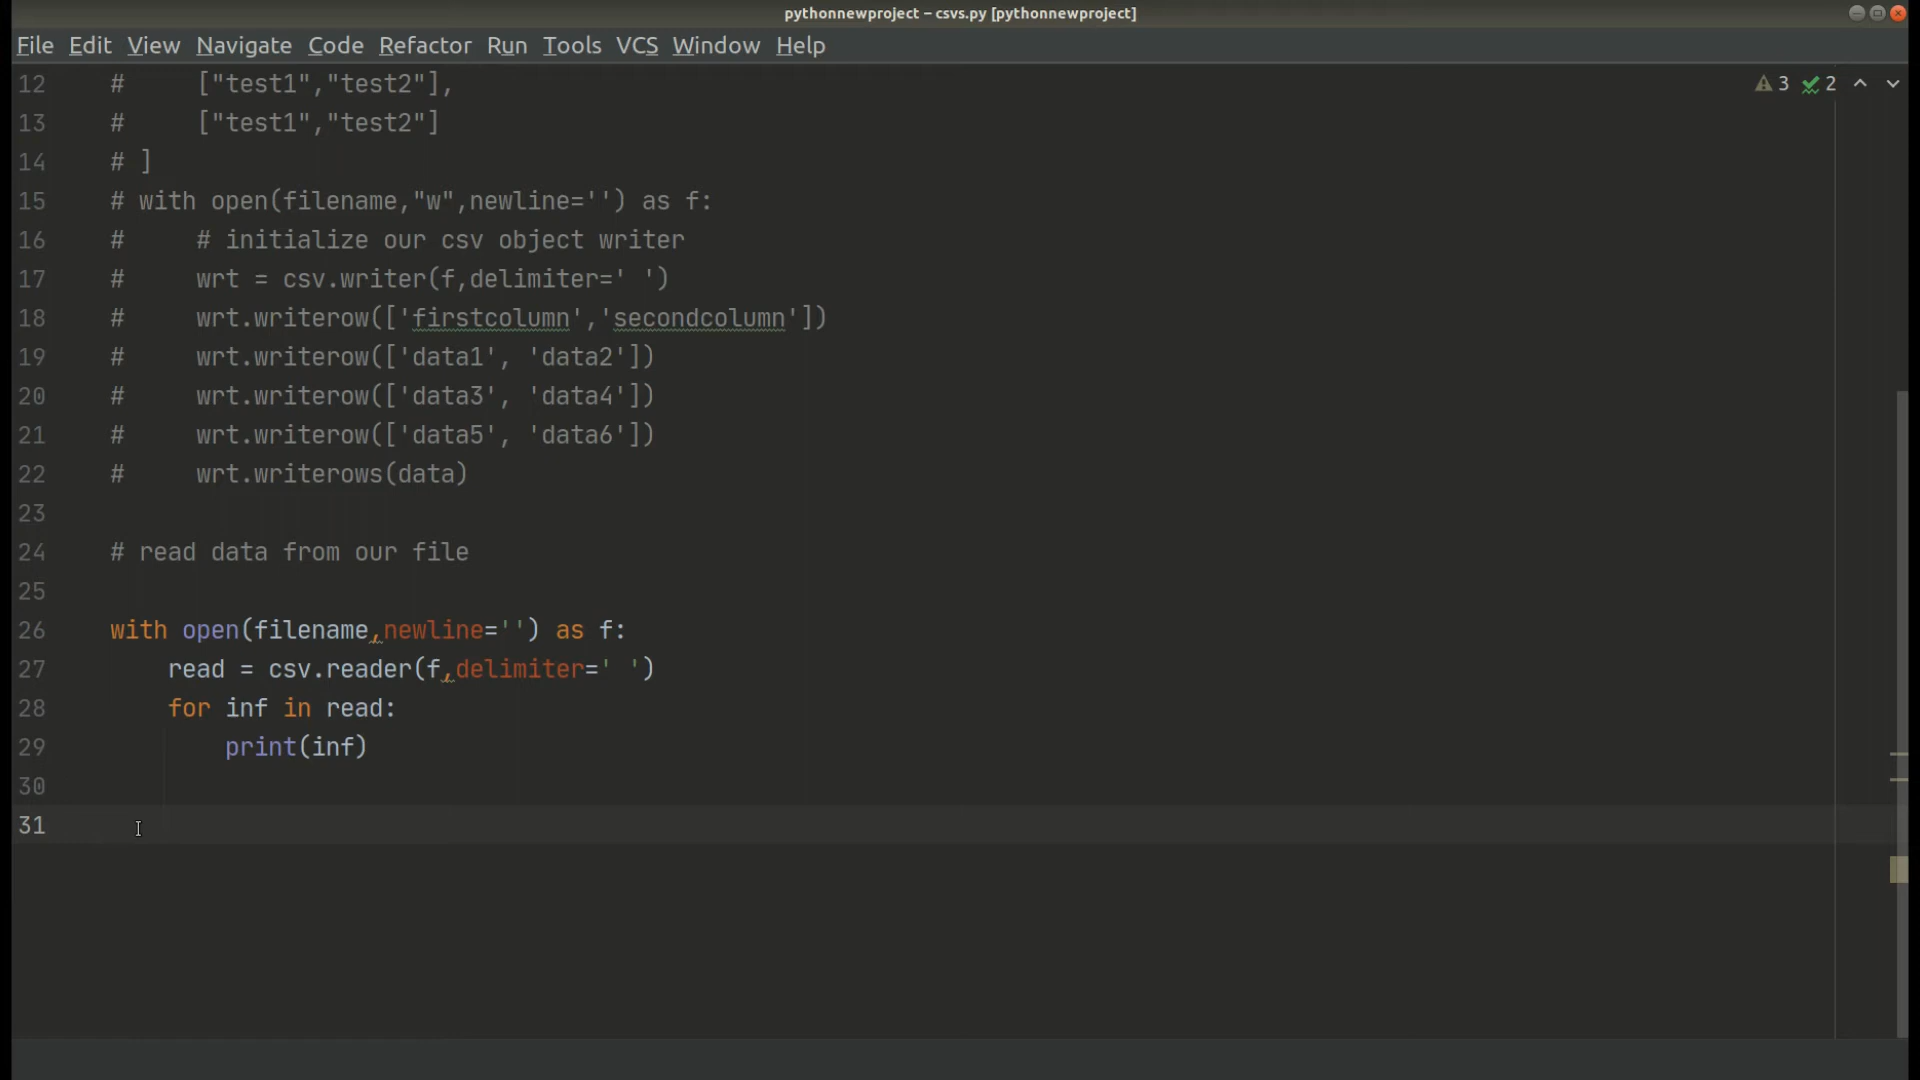 pythonnewproject – csvs.py [pythonnewproject]
File Edit View Navigate Code Refactor Run Tools VCS Window Help
3 2
12 # ["test1","test2"],
13 # ["test1","test2"]
14 # ]
15 # with open(filename,"w",newline='') as f:
16 # # initialize our csv object writer
17 # wrt = csv.writer(f,delimiter=' ')
18 # wrt.writerow(['firstcolumn','secondcolumn'])
19 # wrt.writerow(['data1', 'data2'])
20 # wrt.writerow(['data3', 'data4'])
21 # wrt.writerow(['data5', 'data6'])
22 # wrt.writerows(data)
23
24 # read data from our file
25
26 with open(filename,newline='') as f:
27 read = csv.reader(f,delimiter=' ')
28 for inf in read:
29 print(inf)
30
31